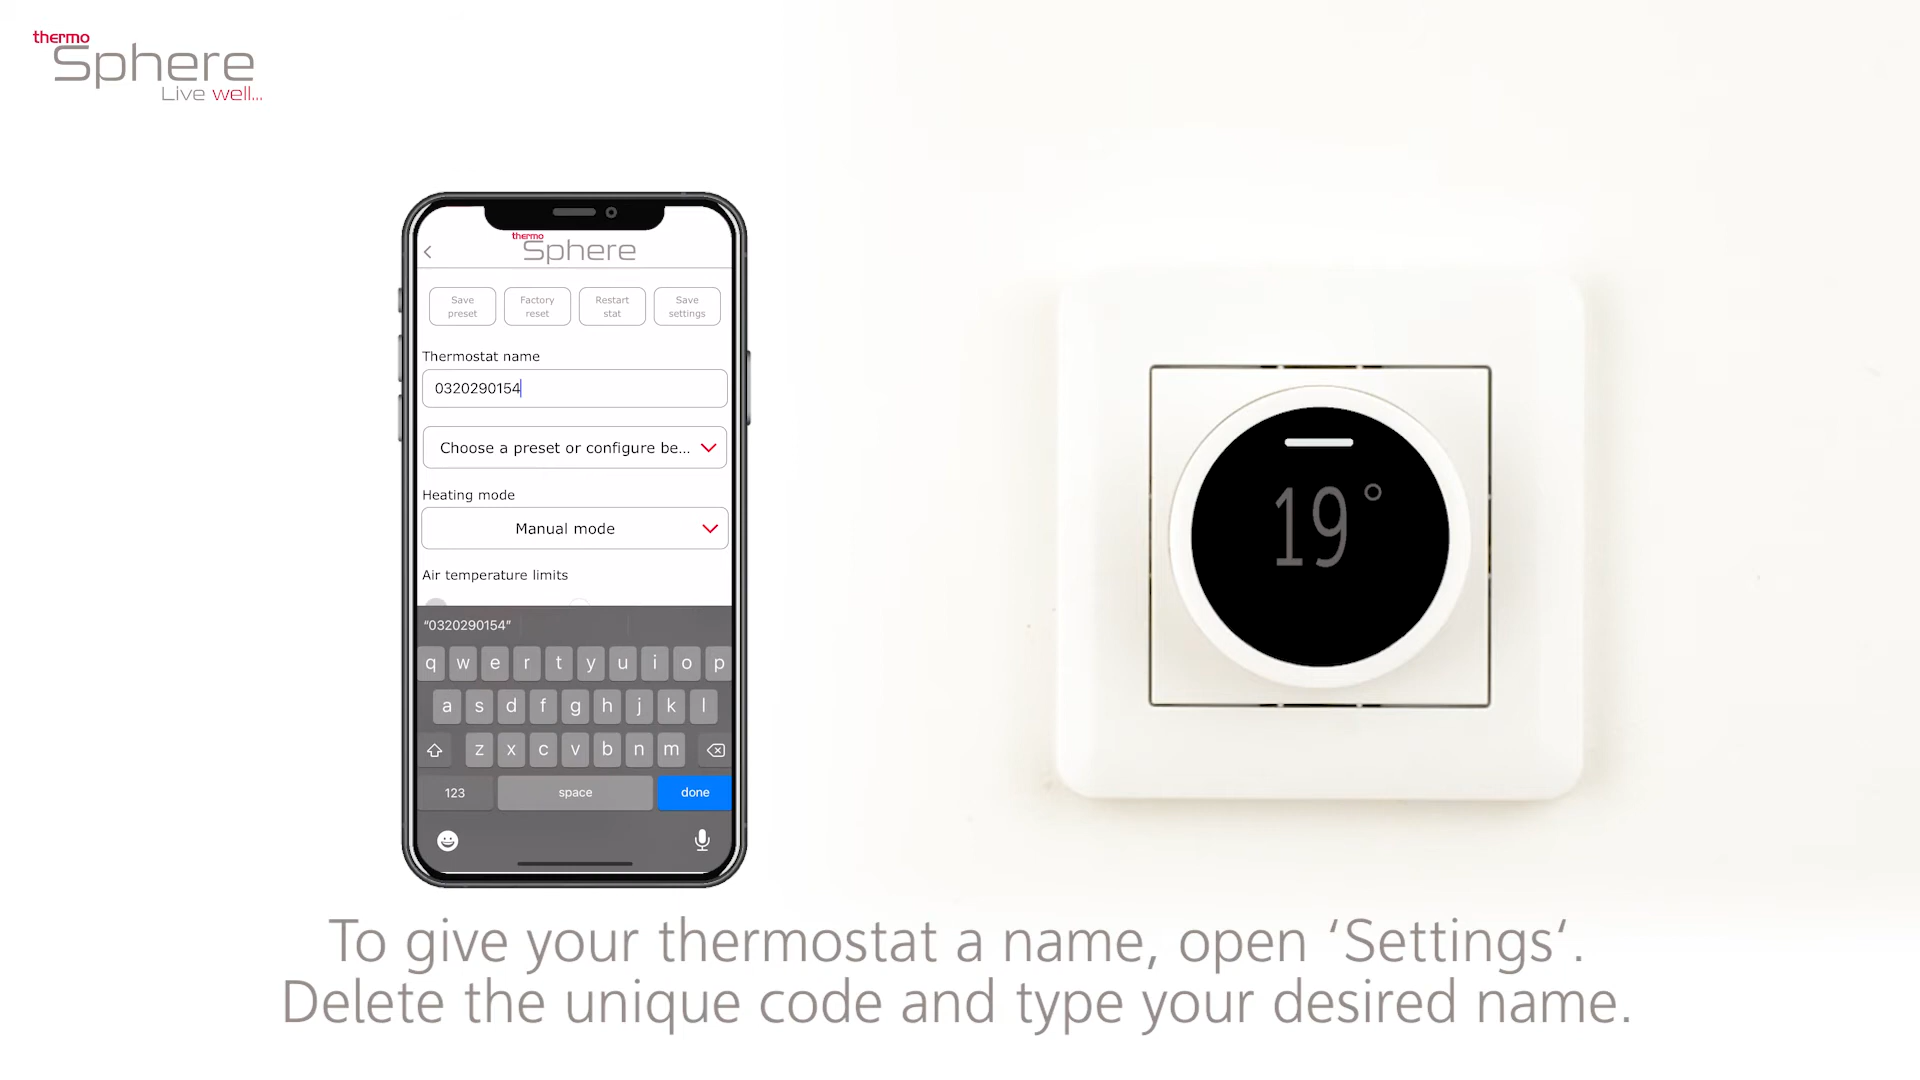 thermo
Sphere
Live well...
thermo
Sphere
Save preset
Factory reset
Restart stat
Save settings
Thermostat name
0320290154
Choose a preset or configure be...
Heating mode
Manual mode
Air temperature limits
“0320290154”
q w e r t y u i o p
a s d f g h j k l
z x c v b n m
123 space done
19°
To give your thermostat a name, open ‘Settings‘.
Delete the unique code and type your desired name.